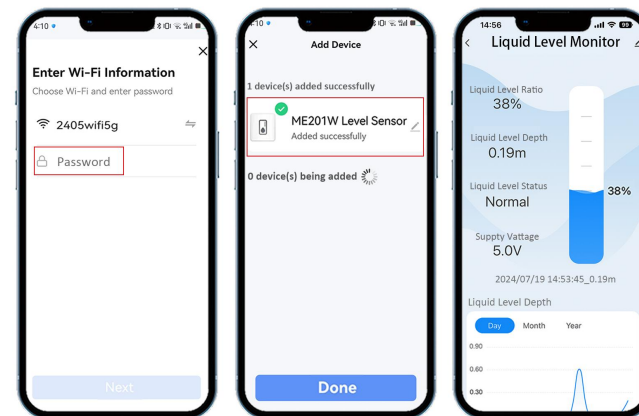 4:10
Enter Wi-Fi Information
Choose Wi-Fi and enter password
2405wifi5g
Password
Next
4:10
Add Device
1 device(s) added successfully
ME201W Level Sensor
Added successfully
0 device(s) being added
Done
14:56
99
Liquid Level Monitor
Liquid Level Ratio
38%
Liquid Level Depth
0.19m
Liquid Level Status
Normal
38%
Suppty Vattage
5.0V
2024/07/19 14:53:45_0.19m
Liquid Level Depth
Day Month Year
0.90
0.60
0.30